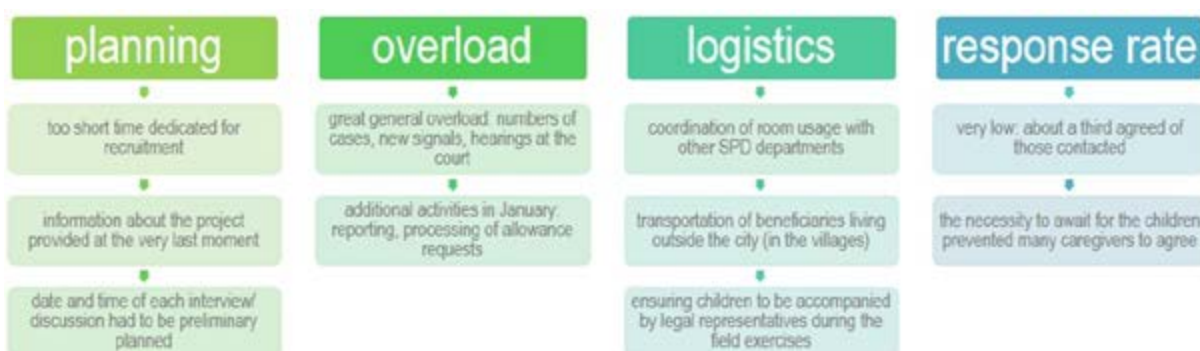 planning
too short time dedicated for
recruitment
information about the project
provided at the very last moment
date and time of each interview/
discussion had to be preliminary
planned
overload
great general overload: numbers of
cases, new signals, hearings at the
court
additional activities in January:
reporting, processing of allowance
requests
logistics
coordination of room usage with
other SPD departments
transportation of beneficiaries living
outside the city (in the villages)
ensuring children to be accompanied
by legal representatives during the
field exercises
response rate
very low: about a third agreed of
those contacted
the necessity to await for the children
prevented many caregivers to agree